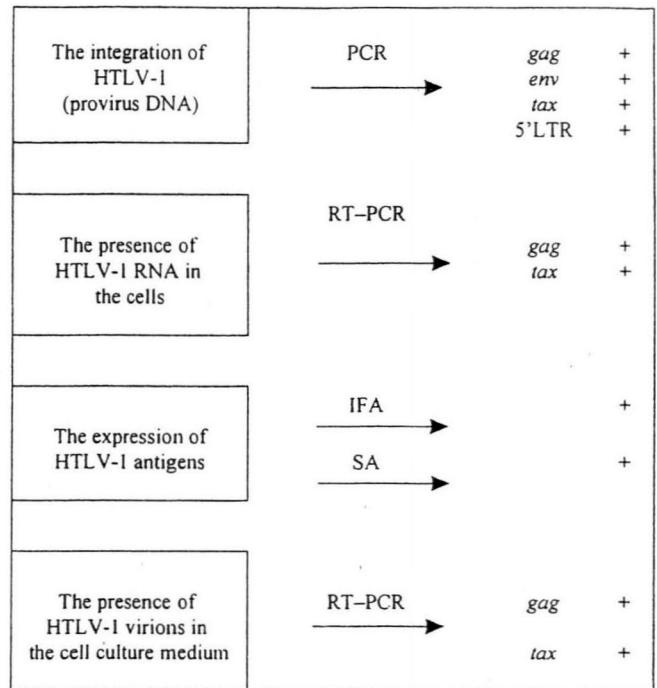 The integration of
HTLV-1
(provirus DNA)
PCR
gag +
env +
tax +
5'LTR +
The presence of
HTLV-1 RNA in
the cells
RT–PCR
gag +
tax +
The expression of
HTLV-1 antigens
IFA +
SA +
The presence of
HTLV-1 virions in
the cell culture medium
RT–PCR
gag +
tax +